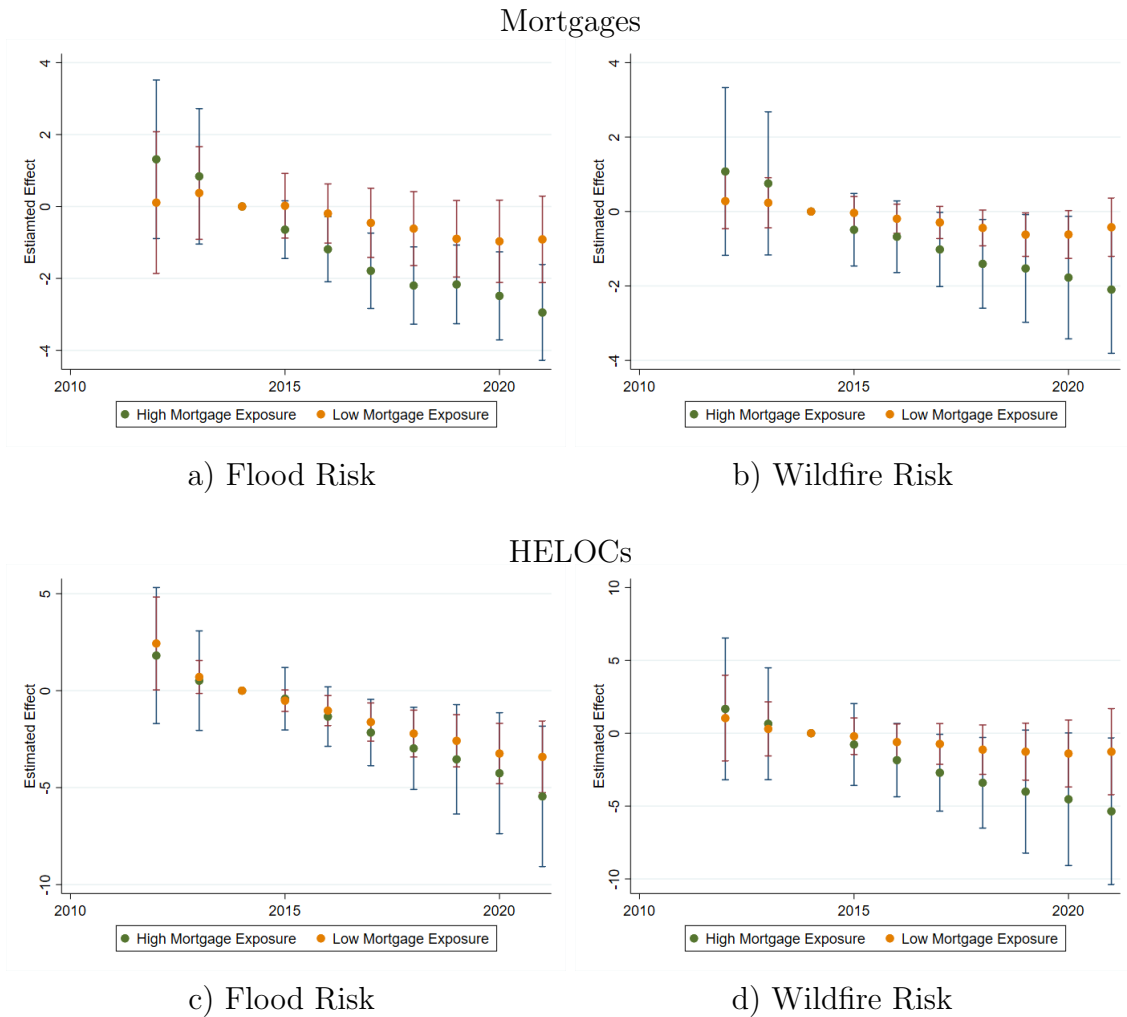 Mortgages
4
2
0
-2
-4
Estiamted Effect
2010
2015
2020
High Mortgage Exposure
Low Mortgage Exposure
a) Flood Risk
4
2
0
-2
-4
Estimated Effect
2010
2015
2020
High Mortgage Exposure
Low Mortgage Exposure
b) Wildfire Risk
HELOCs
5
0
-5
-10
Estimated Effect
2010
2015
2020
High Mortgage Exposure
Low Mortgage Exposure
c) Flood Risk
10
5
0
-5
-10
Estimated Effect
2010
2015
2020
High Mortgage Exposure
Low Mortgage Exposure
d) Wildfire Risk